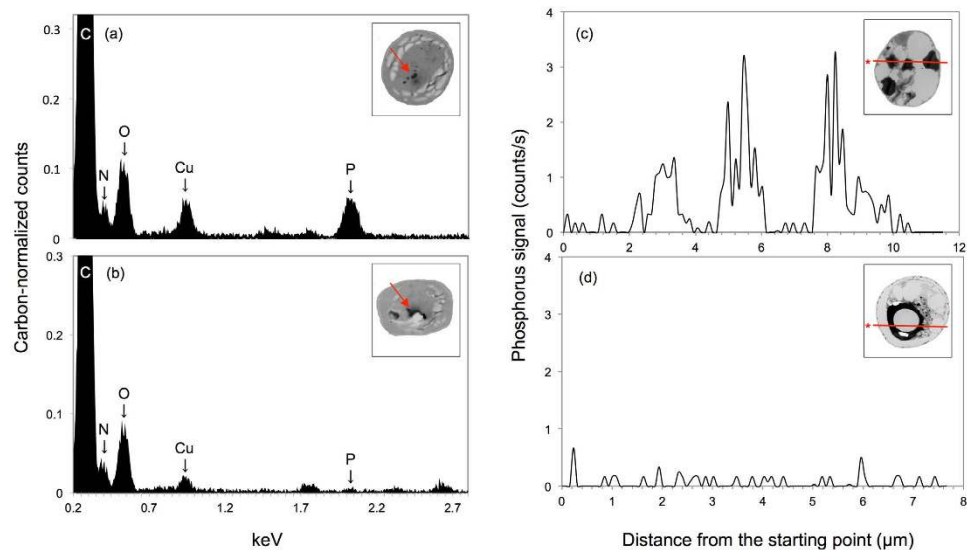 Carbon-normalized counts
0.3
0.2
0.1
0
C
(a)
N
O
Cu
P
0.3
0.2
0.1
0
C
(b)
N
O
Cu
P
0.2 0.7 1.2 1.7 2.2 2.7
keV
Phosphorus signal (counts/s)
4
3
2
1
0
(c)
*
0 2 4 6 8 10 12
4
3
2
1
0
(d)
*
0 1 2 3 4 5 6 7 8
Distance from the starting point (µm)